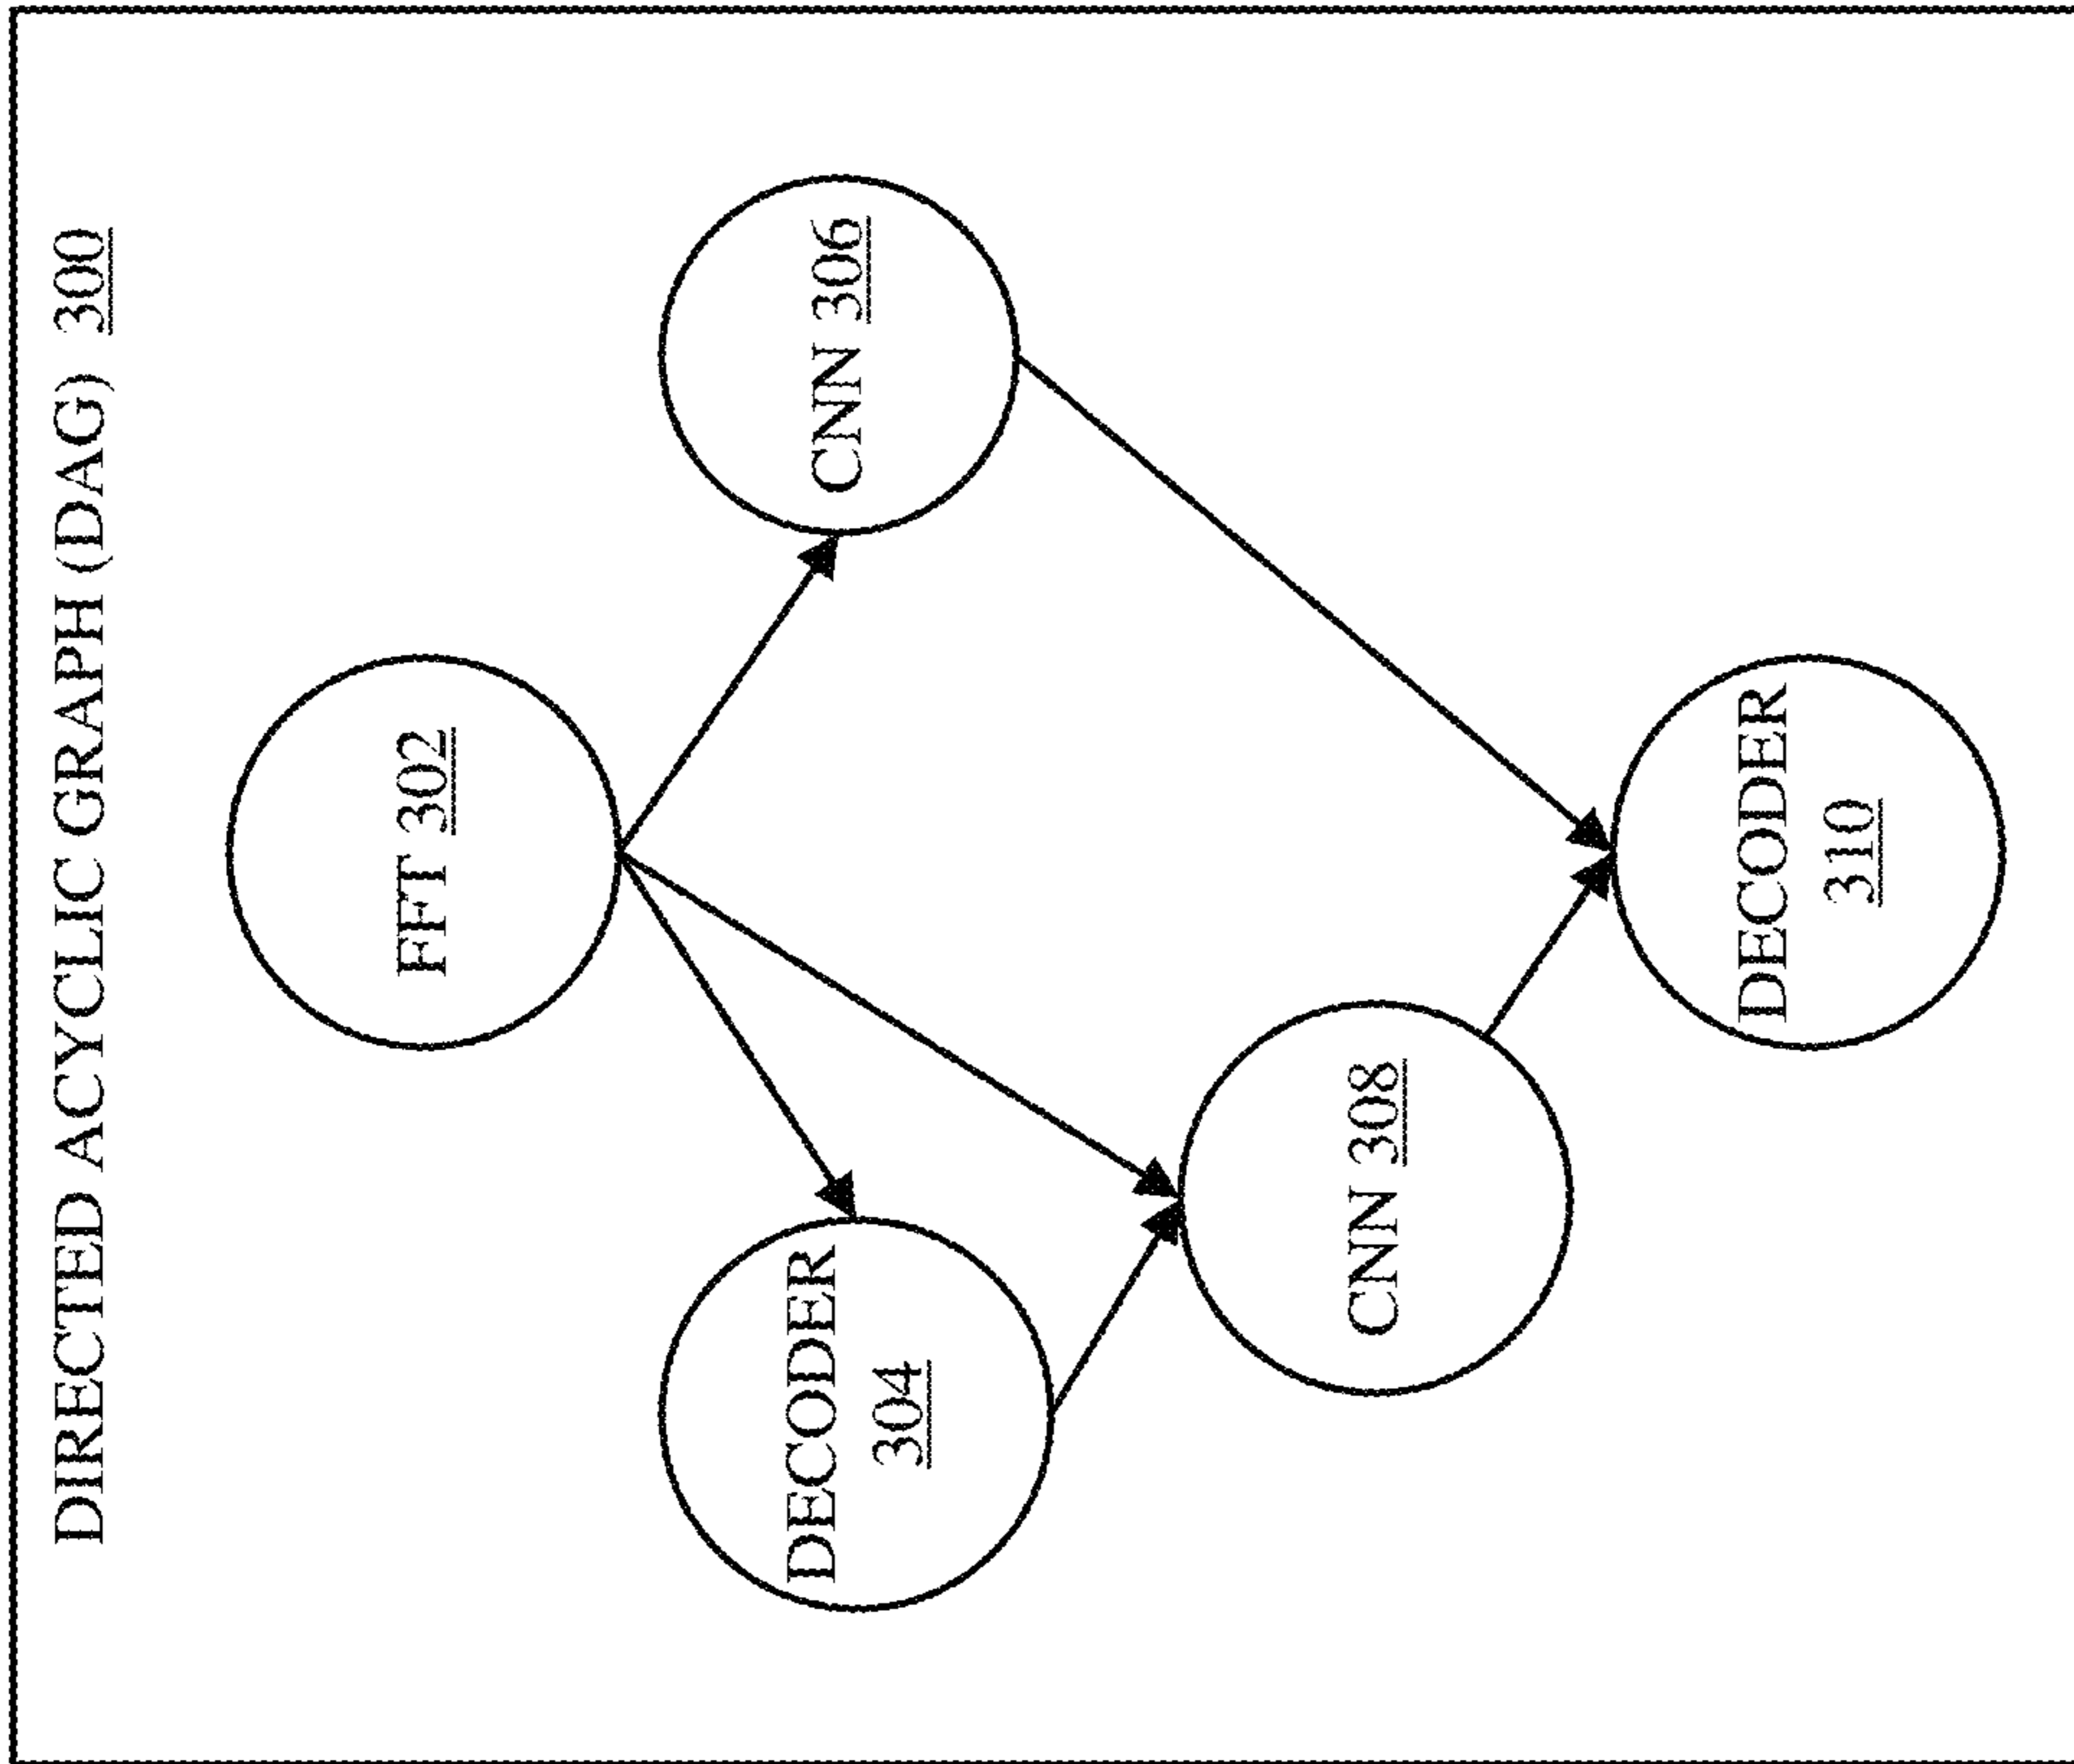 DIRECTED ACYCLIC GRAPH (DAG) 300
FFT 302
DECODER
304
CNN 306
CNN 308
DECODER
310